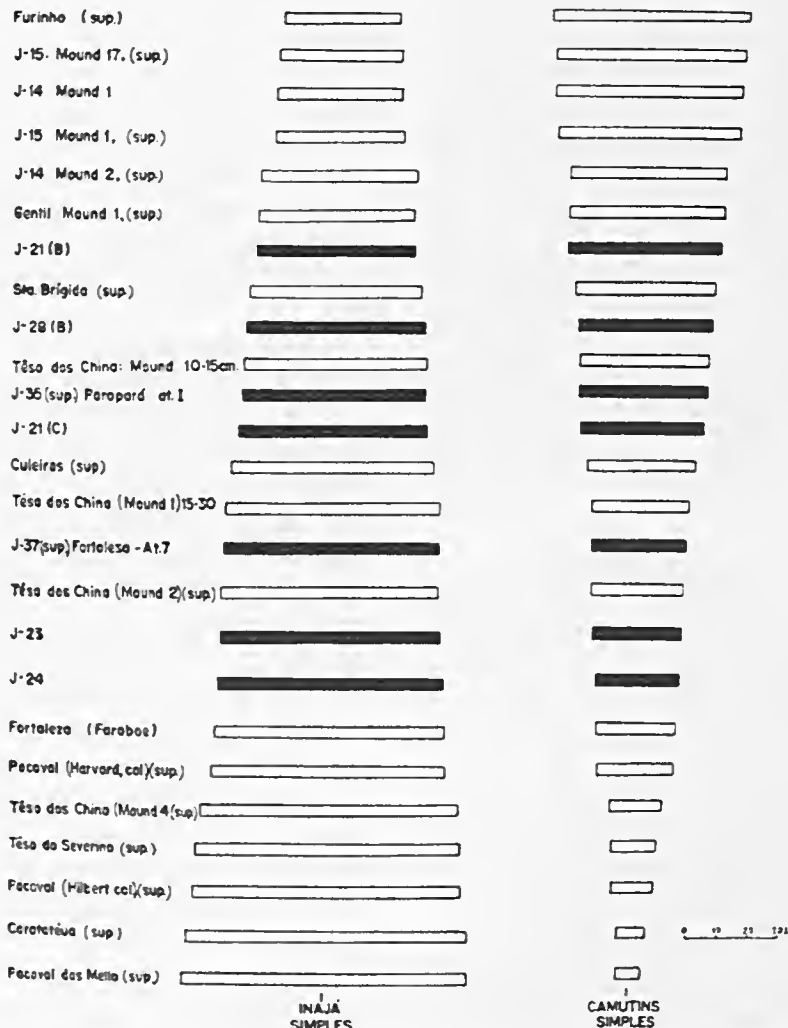 Furinho (sup.)
J-15. Mound 17, (sup.)
J-14 Mound 1
J-15 Mound 1, (sup.)
J-14 Mound 2, (sup.)
Gentil Mound 1, (sup)
J-21 (B)
Sta. Brígida (sup.)
J-28 (B)
Têso dos China: Mound 10-15cm.
J-36 (sup) Parapará at. I
J-21 (C)
Culeiras (sup)
Têso dos China (Mound 1) 15-30
J-37 (sup) Fortaleza - At.7
Têso dos China (Mound 2) (sup)
J-23
J-24
Fortaleza (Farabee)
Pacoval (Harvard, col) (sup.)
Têso dos China (Mound 4 (sup)
Têso do Severino (sup.)
Pacoval (Hilbert col) (sup.)
Caratatéua (sup)
0
Pacoval dos Mello (sup)
INAJÁ
SIMPLES
CAMUTINS
SIMPLES